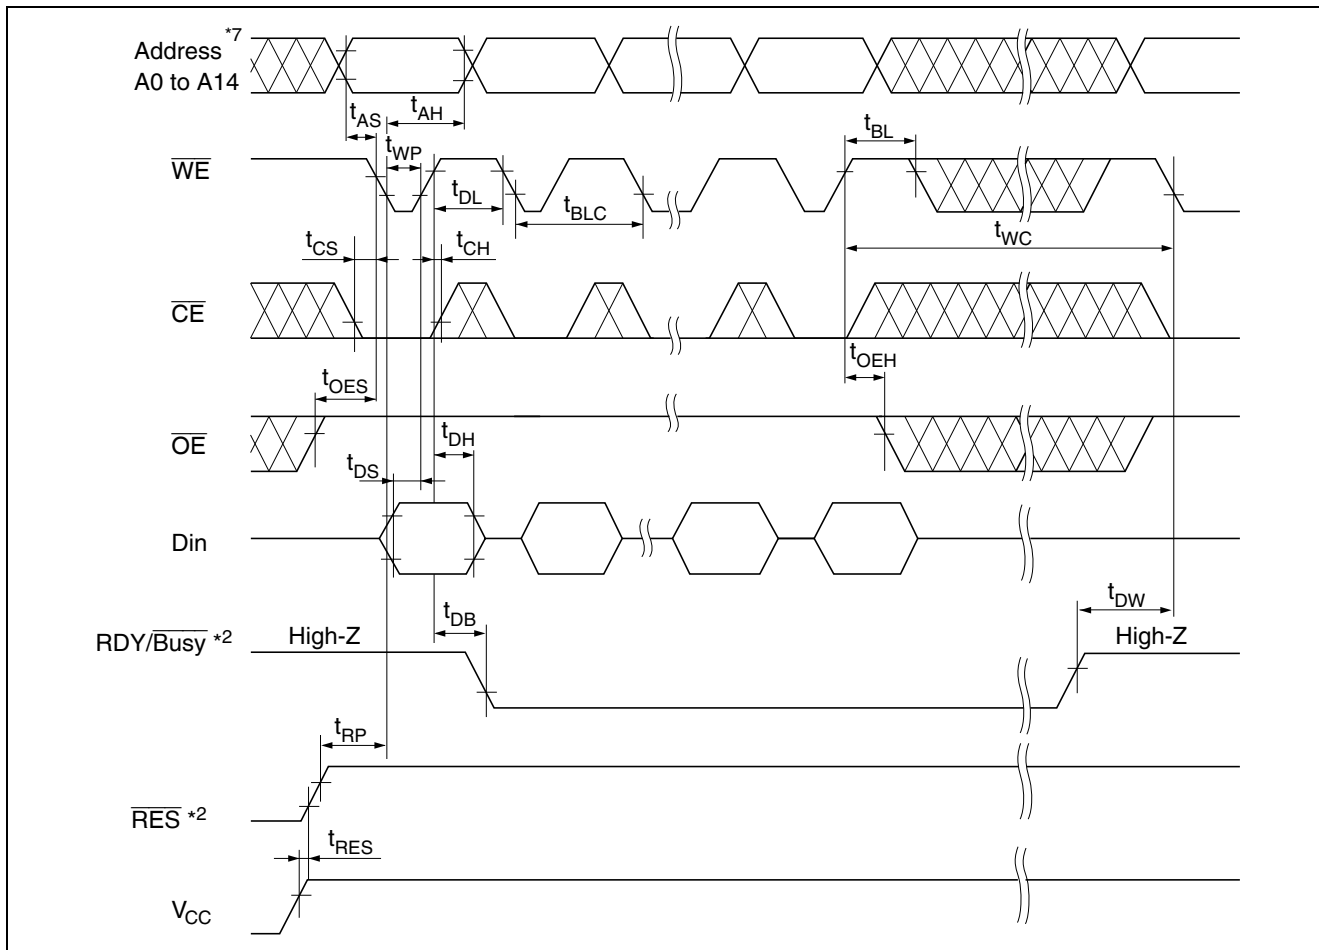 Address *7
A0 to A14
tAS
tAH
tBL
WE
tWP
tDL
tBLC
tWC
tCS
tCH
CE
tOEH
tOES
OE
tDH
tDS
Din
tDB
tDW
RDY/Busy *2
High-Z
High-Z
tRP
RES *2
tRES
VCC